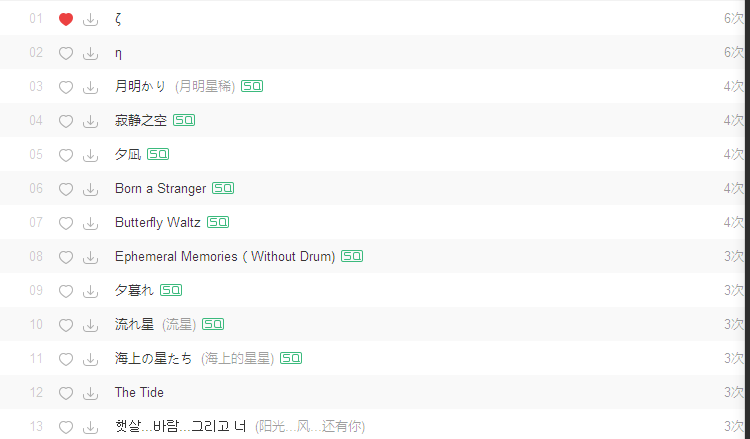 01 ζ 6次
02 η 6次
03 月明かり (月明星稀) SQ 4次
04 寂静之空 SQ 4次
05 夕凪 SQ 4次
06 Born a Stranger SQ 4次
07 Butterfly Waltz SQ 4次
08 Ephemeral Memories ( Without Drum) SQ 3次
09 夕暮れ SQ 3次
10 流れ星 (流星) SQ 3次
11 海上の星たち (海上的星星) SQ 3次
12 The Tide 3次
13 햇살...바람...그리고 너 (阳光...风...还有你) 3次